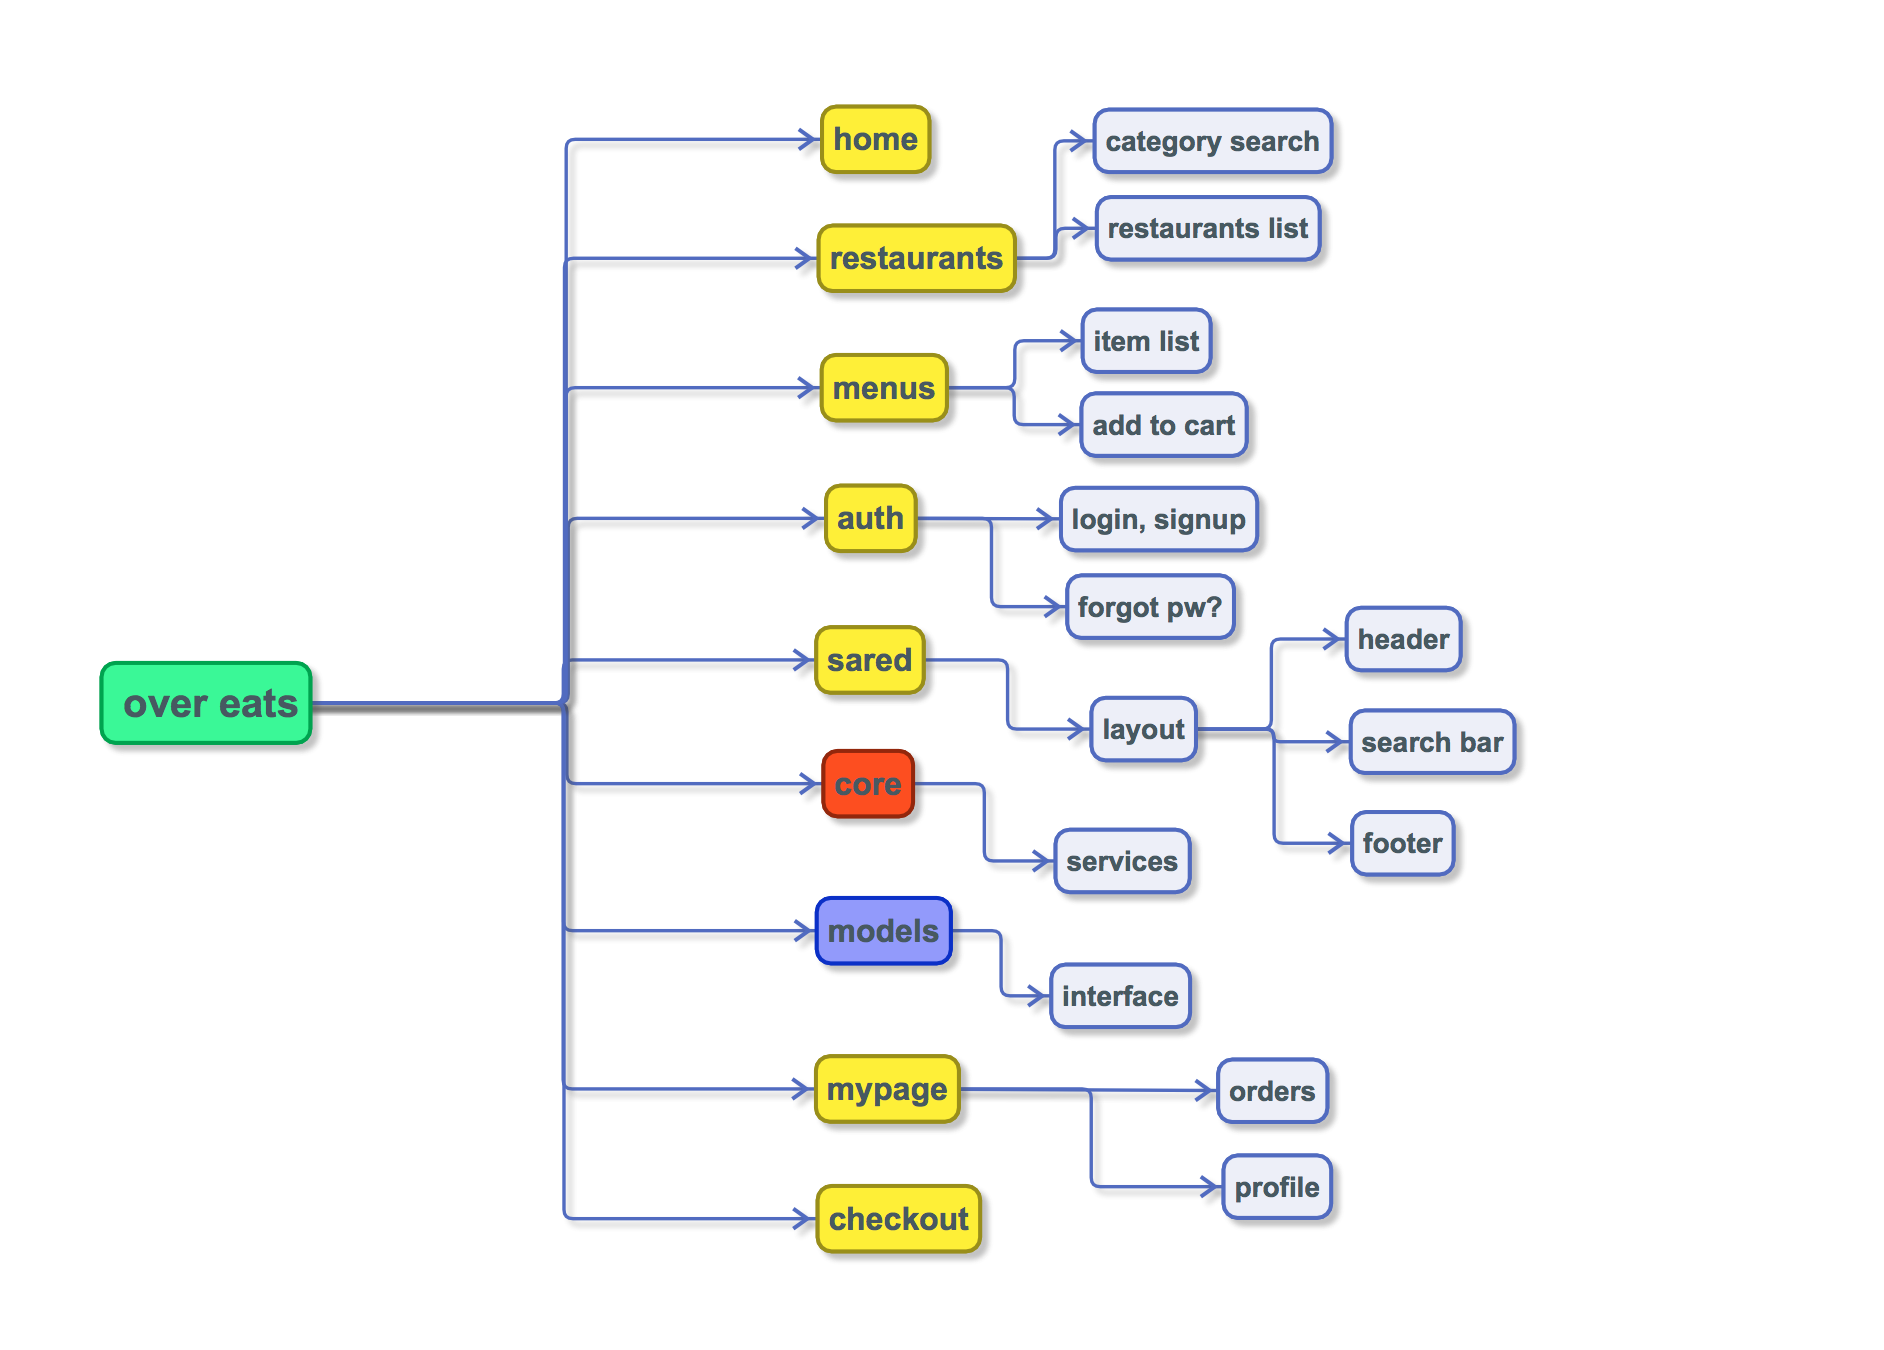 over eats
home
restaurants
category search
restaurants list
menus
item list
add to cart
auth
login, signup
forgot pw?
sared
layout
header
search bar
footer
core
services
models
interface
mypage
orders
profile
checkout